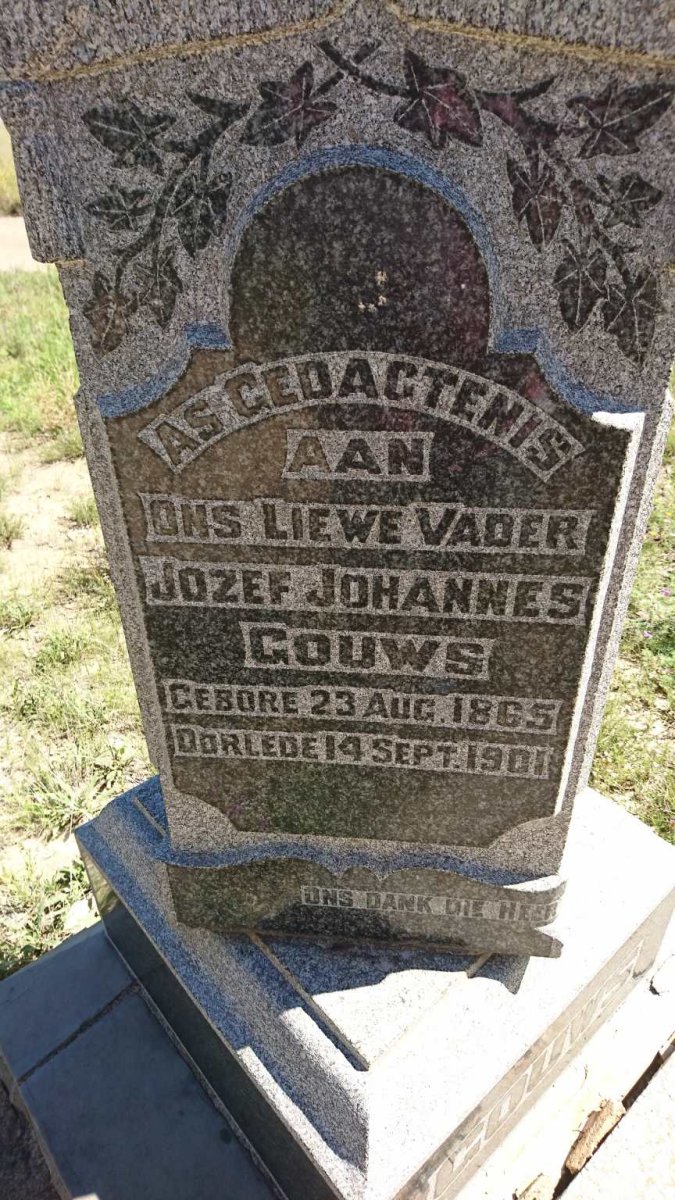 AS GEDAGTENIS
AAN
ONS LIEWE VADER
JOZEF JOHANNES
GOUWS
GEBORE 23 AUG. 1865
OORLEDE 14 SEPT. 1901
ONS DANK DIE HEER
GOUWS